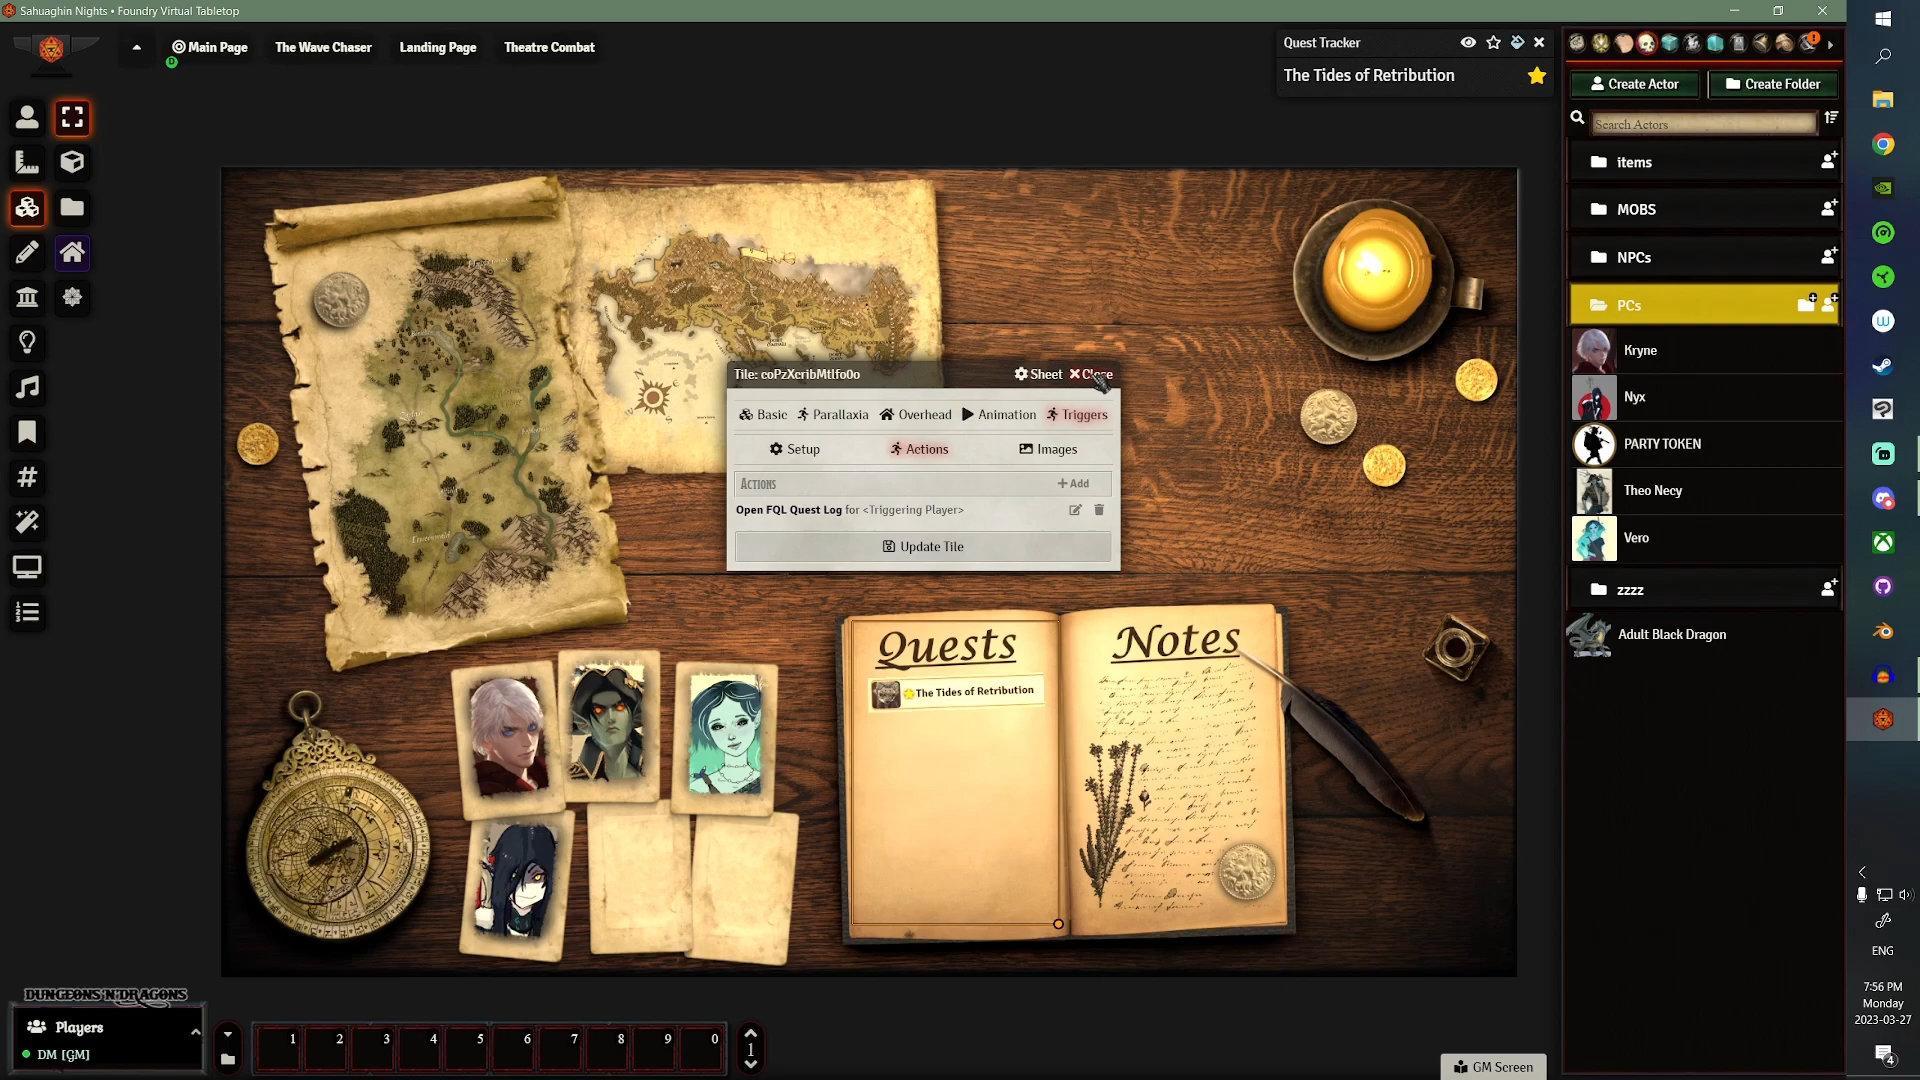 Sahuaghin Nights • Foundry Virtual Tabletop
Main Page
The Wave Chaser
Landing Page
Theatre Combat
D
Quest Tracker
The Tides of Retribution
Create Actor
Create Folder
Search Actors
items
MOBS
NPCs
PCs
Kryne
Nyx
PARTY TOKEN
Theo Necy
Vero
zzzz
Adult Black Dragon
Tile: coPzXcribMtlfo0o
Sheet
Close
Basic
Parallaxia
Overhead
Animation
Triggers
Setup
Actions
Images
ACTIONS
+ Add
Open FQL Quest Log for <Triggering Player>
Update Tile
Quests
Notes
The Tides of Retribution
DUNGEONS'N'DRAGONS
Players
DM [GM]
1 2 3 4 5 6 7 8 9 0
1
GM Screen
ENG
7:56 PM
Monday
2023-03-27
4